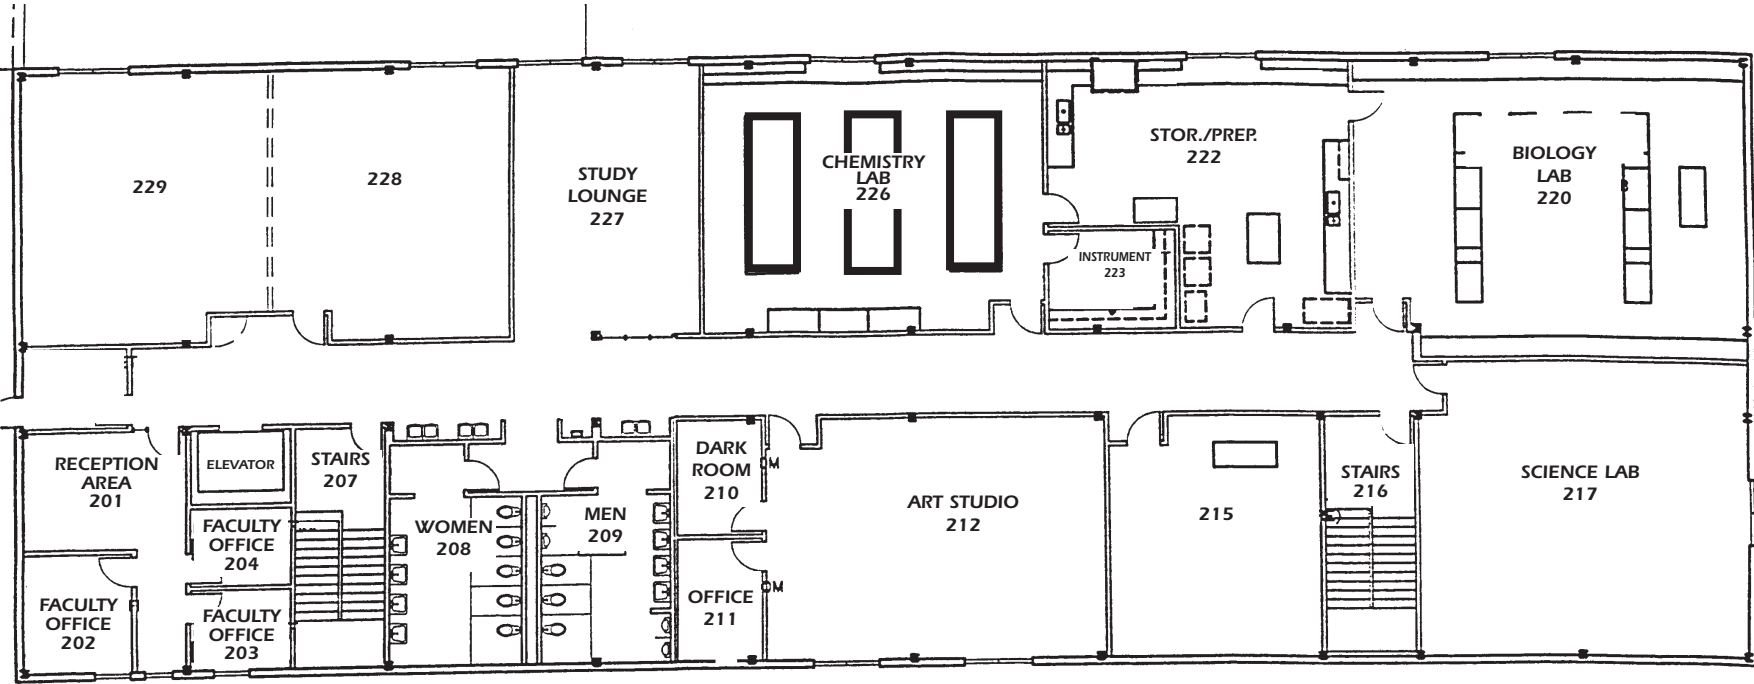 229
228
STUDY
LOUNGE
227
CHEMISTRY
LAB
226
STOR./PREP.
222
INSTRUMENT
223
BIOLOGY
LAB
220
RECEPTION
AREA
201
ELEVATOR
STAIRS
207
FACULTY
OFFICE
204
FACULTY
OFFICE
202
FACULTY
OFFICE
203
WOMEN
208
MEN
209
DARK
ROOM
210
M
OFFICE
211
M
ART STUDIO
212
215
STAIRS
216
SCIENCE LAB
217